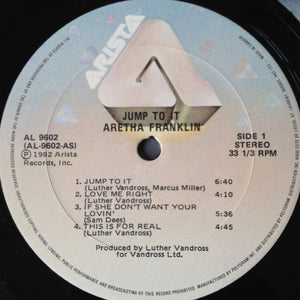 ARISTA
JUMP TO IT
ARETHA FRANKLIN
AL 9602
(AL-9602-AS)
Ⓟ 1982 Arista
Records, Inc.
SIDE 1
STEREO
33 1/3 RPM
1. JUMP TO IT 6:40
(Luther Vandross, Marcus Miller)
2. LOVE ME RIGHT 4:10
(Luther Vandross)
3. IF SHE DON'T WANT YOUR
LOVIN' 5:36
(Sam Dees)
4. THIS IS FOR REAL 4:45
(Luther Vandross)
Produced by Luther Vandross
for Vandross Ltd.